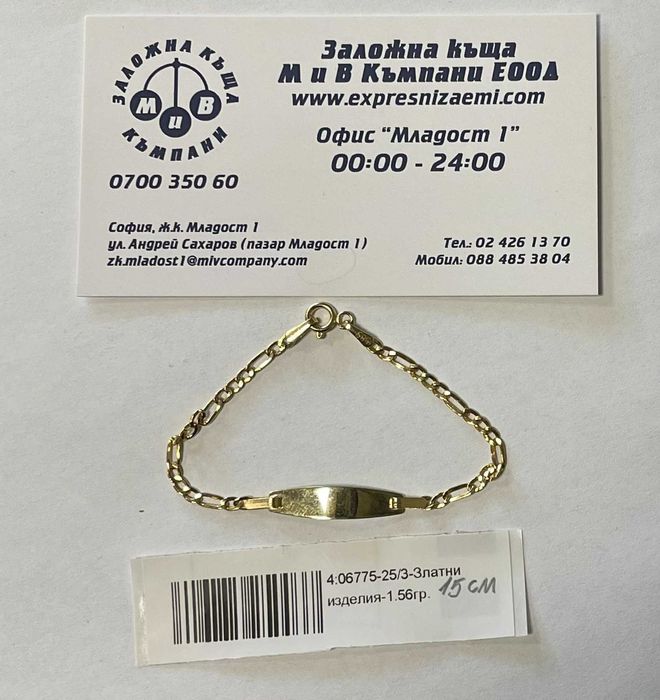 ЗАЛОЖНА КЪЩА
М и В
КЪМПАНИ
0700 350 60
Заложна къща
М и В Къмпани ЕООД
www.expresnizaemi.com
Офис “Младост 1”
00:00 - 24:00
София, ж.к. Младост 1
ул. Андрей Сахаров (пазар Младост 1)
zk.mladost1@mivcompany.com
Тел.: 02 426 13 70
Мобил.: 088 485 38 04
4:06775-25/3-Златни
изделия-1.56гр. 15 см